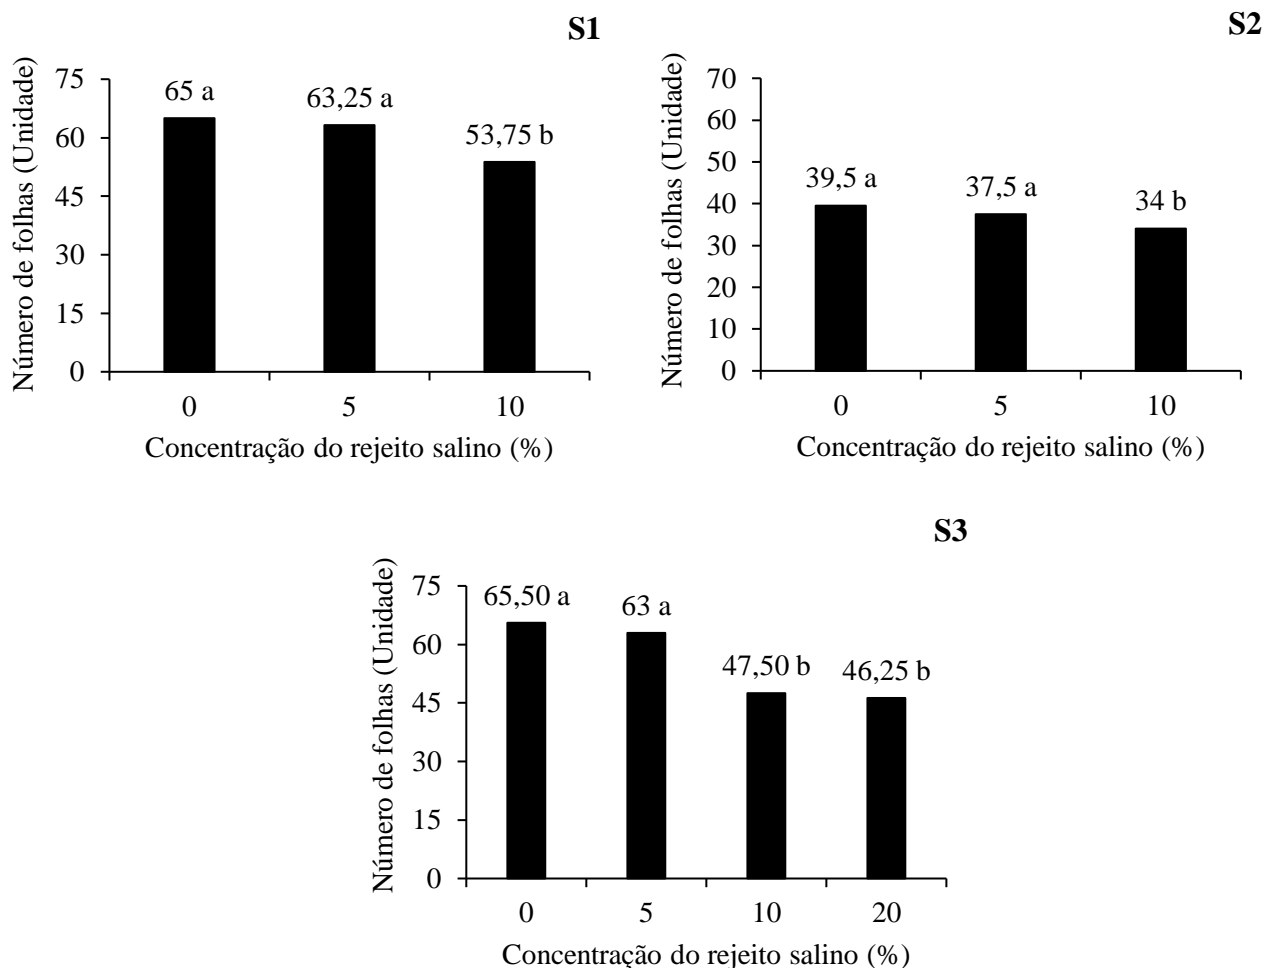 S1
Número de folhas (Unidade)
75
60
45
30
15
0
65 a
63,25 a
53,75 b
0 5 10
Concentração do rejeito salino (%)
S2
Número de folhas (Unidade)
70
60
50
40
30
20
10
0
39,5 a
37,5 a
34 b
0 5 10
Concentração do rejeito salino (%)
S3
Número de folhas (Unidade)
75
60
45
30
15
0
65,50 a
63 a
47,50 b
46,25 b
0 5 10 20
Concentração do rejeito salino (%)